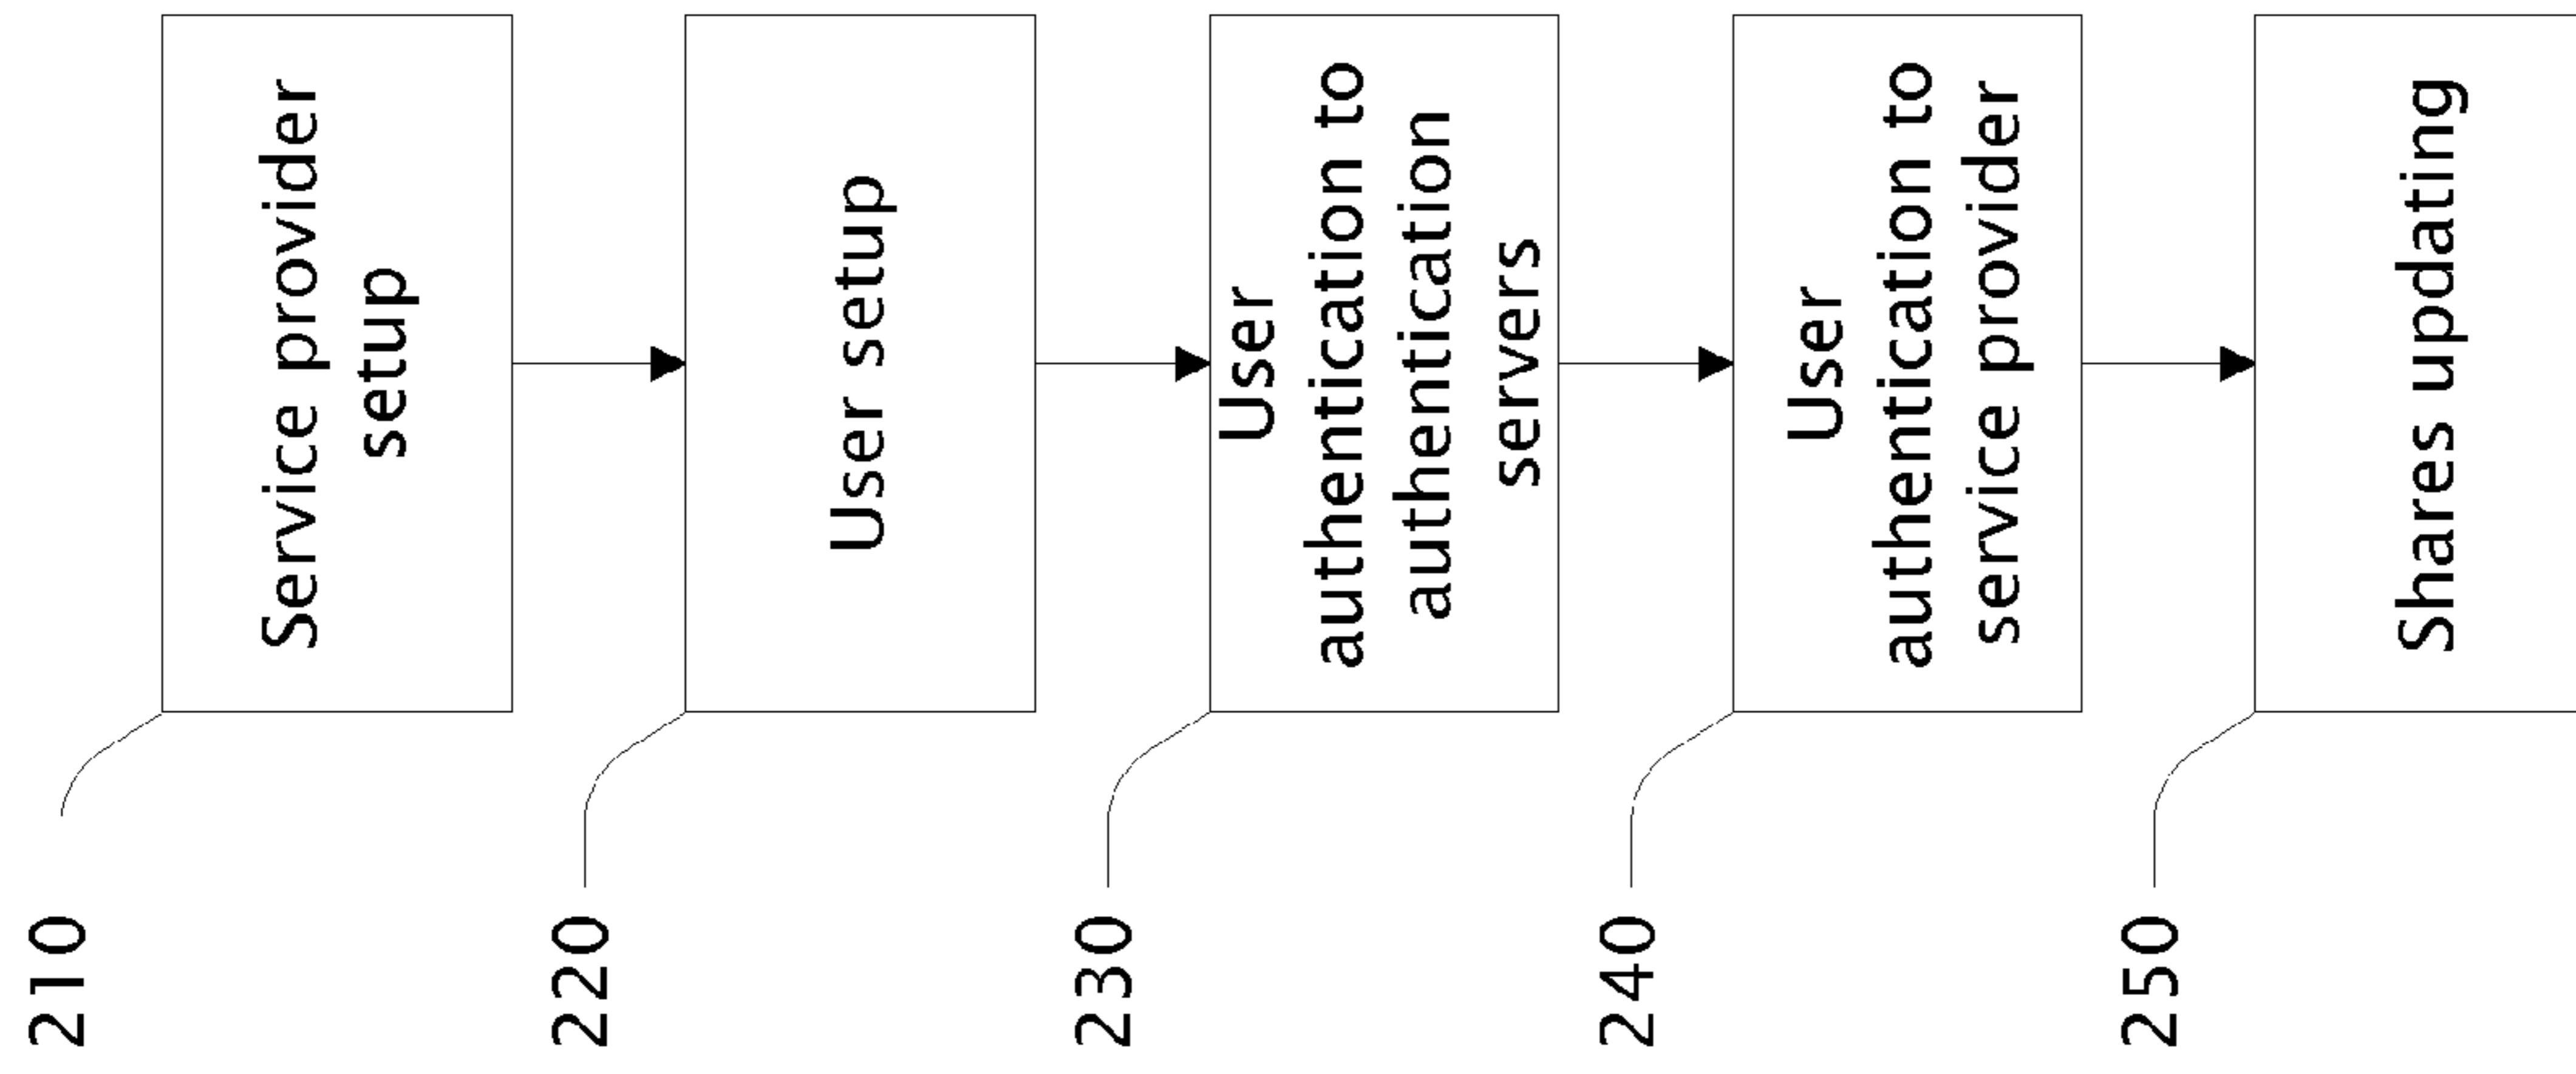 210
Service provider
setup
220
User setup
230
User
authentication to
authentication
servers
240
User
authentication to
service provider
250
Shares updating